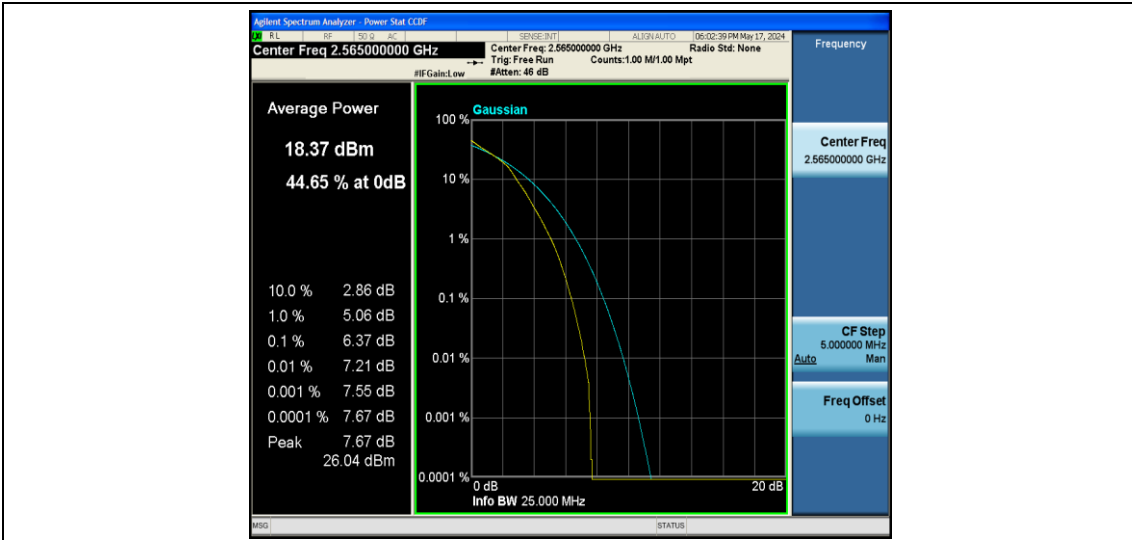 Agilent Spectrum Analyzer - Power Stat CCDF
LXI RL RF 50 Ω AC SENSE:INT ALIGNAUTO 06:02:39 PM May 17, 2024
Center Freq 2.565000000 GHz
Center Freq: 2.565000000 GHz Radio Std: None
Trig: Free Run Counts:1.00 M/1.00 Mpt
#IFGain:Low #Atten: 46 dB
Frequency
Average Power
18.37 dBm
44.65 % at 0dB
10.0 % 2.86 dB
1.0 % 5.06 dB
0.1 % 6.37 dB
0.01 % 7.21 dB
0.001 % 7.55 dB
0.0001 % 7.67 dB
Peak 7.67 dB
26.04 dBm
Gaussian
100 %
10 %
1 %
0.1 %
0.01 %
0.001 %
0.0001 %
0 dB 20 dB
Info BW 25.000 MHz
Center Freq
2.565000000 GHz
CF Step
5.000000 MHz
Auto Man
Freq Offset
0 Hz
MSG STATUS